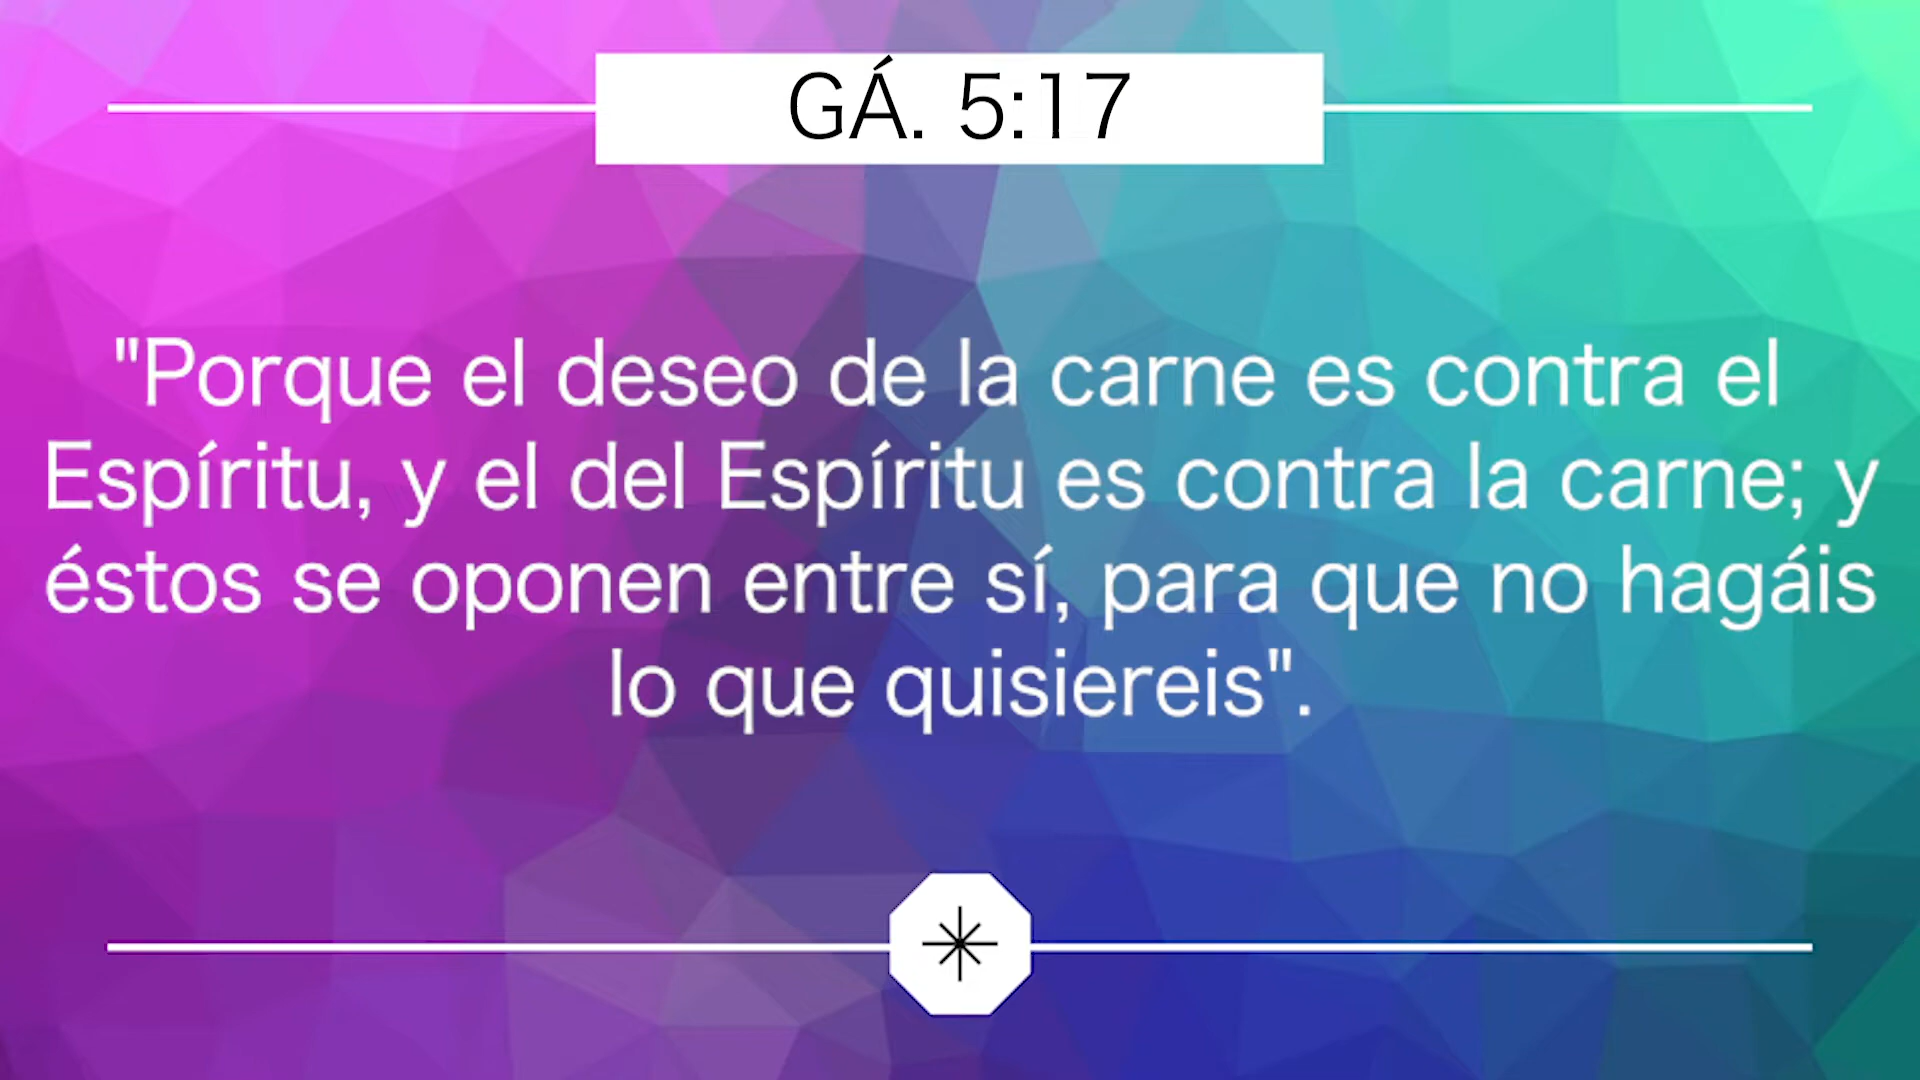 GÁ. 5:17
"Porque el deseo de la carne es contra el
Espíritu, y el del Espíritu es contra la carne; y
éstos se oponen entre sí, para que no hagáis
lo que quisiereis".